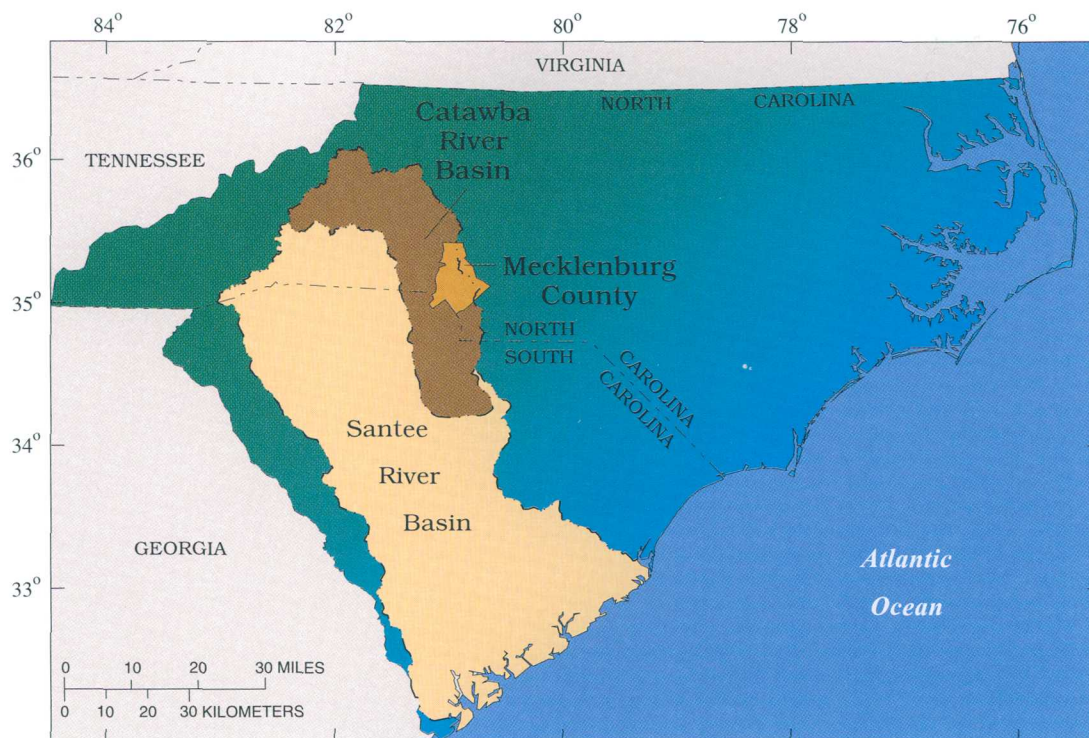 84° 82° 80° 78° 76°
VIRGINIA
NORTH CAROLINA
Catawba
River
Basin
36°
TENNESSEE
Mecklenburg
County
35°
NORTH
SOUTH
CAROLINA
CAROLINA
34°
Santee
River
Basin
GEORGIA
Atlantic
Ocean
33°
0 10 20 30 MILES
0 10 20 30 KILOMETERS